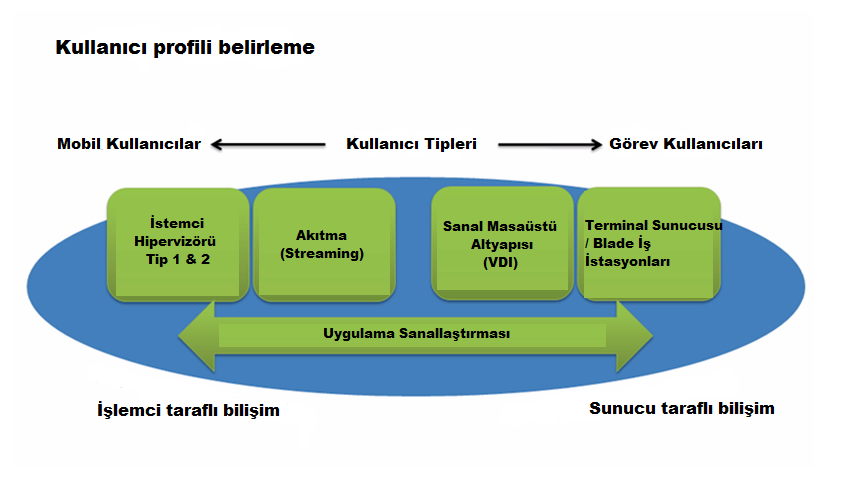 Kullanıcı profili belirleme
Mobil Kullanıcılar
Kullanıcı Tipleri
Görev Kullanıcıları
İstemci
Hipervizörü
Tip 1 & 2
Akıtma
(Streaming)
Sanal Masaüstü
Altyapısı
(VDI)
Terminal Sunucusu
/ Blade İş
İstasyonları
Uygulama Sanallaştırması
İşlemci taraflı bilişim
Sunucu taraflı bilişim